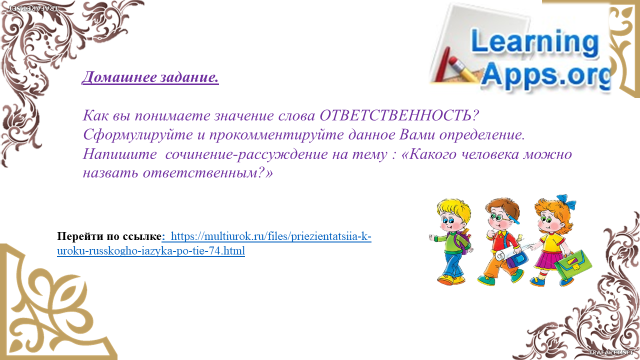 Learning
Apps.org
Домашнее задание.
Как вы понимаете значение слова ОТВЕТСТВЕННОСТЬ?
Сформулируйте и прокомментируйте данное Вами определение.
Напишите сочинение-рассуждение на тему : «Какого человека можно
назвать ответственным?»
Перейти по ссылке: https://multiurok.ru/files/priezientatsiia-k-
uroku-russkogho-iazyka-po-tie-74.html